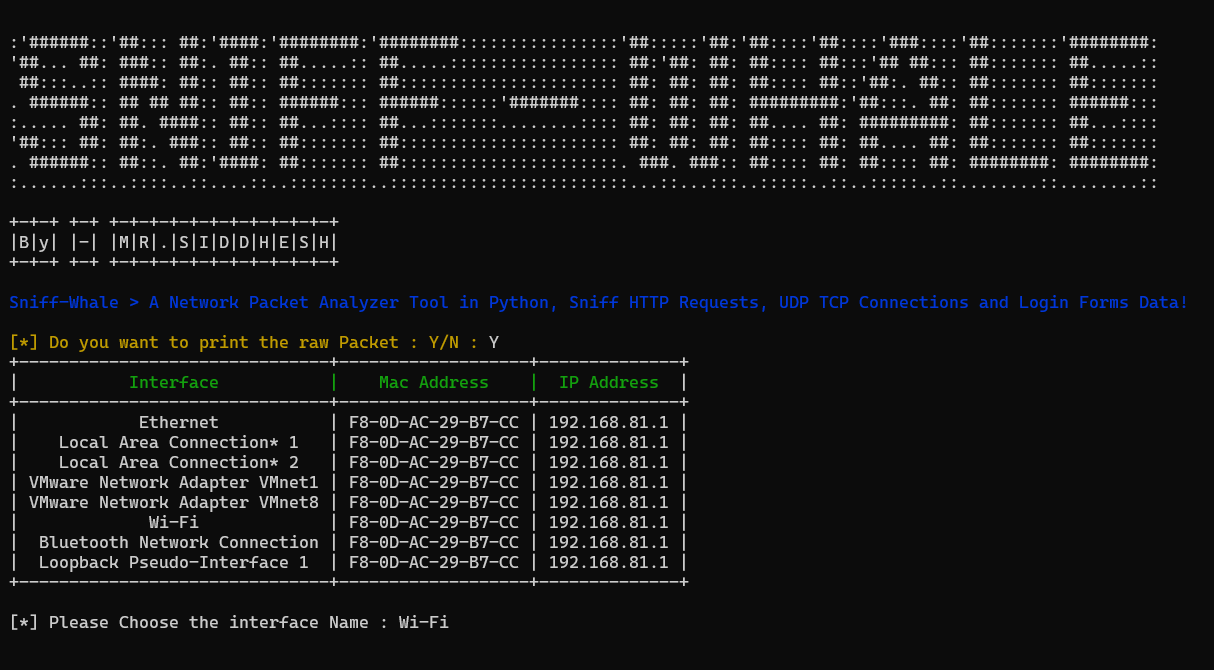 SNIFF-WHALE
By - MR.SIDDHESH
Sniff-Whale > A Network Packet Analyzer Tool in Python, Sniff HTTP Requests, UDP TCP Connections and Login Forms Data!
[*] Do you want to print the raw Packet : Y/N : Y
Interface | Mac Address | IP Address
Ethernet | F8-0D-AC-29-B7-CC | 192.168.81.1
Local Area Connection* 1 | F8-0D-AC-29-B7-CC | 192.168.81.1
Local Area Connection* 2 | F8-0D-AC-29-B7-CC | 192.168.81.1
VMware Network Adapter VMnet1 | F8-0D-AC-29-B7-CC | 192.168.81.1
VMware Network Adapter VMnet8 | F8-0D-AC-29-B7-CC | 192.168.81.1
Wi-Fi | F8-0D-AC-29-B7-CC | 192.168.81.1
Bluetooth Network Connection | F8-0D-AC-29-B7-CC | 192.168.81.1
Loopback Pseudo-Interface 1 | F8-0D-AC-29-B7-CC | 192.168.81.1
[*] Please Choose the interface Name : Wi-Fi